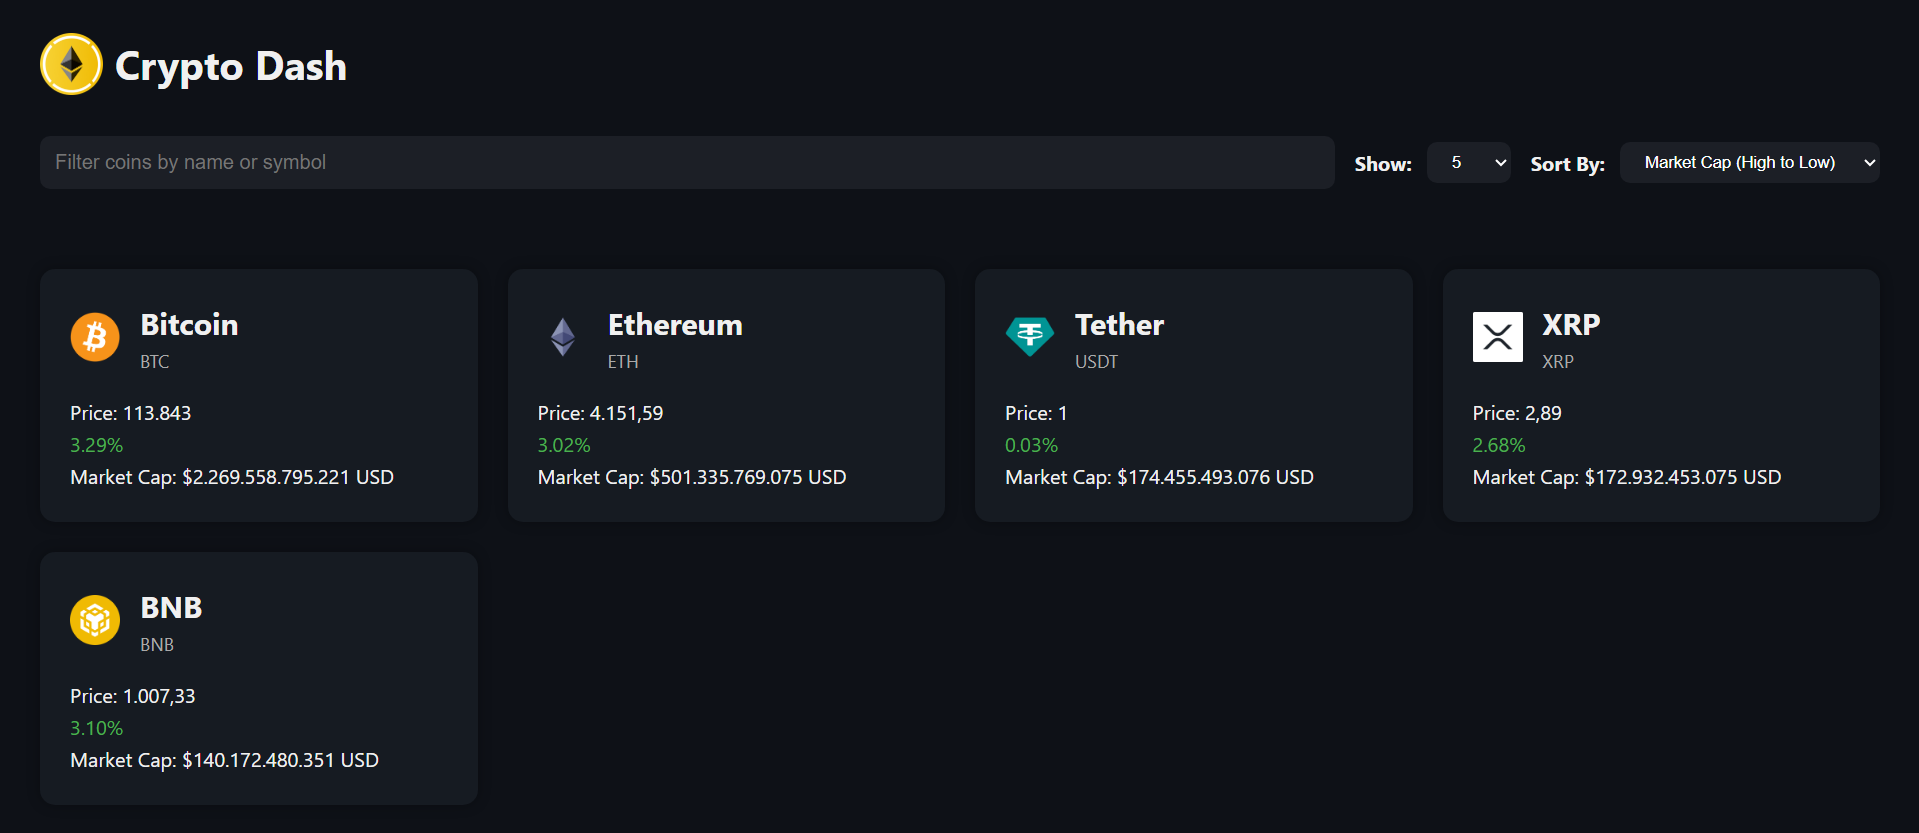 Crypto Dash
Filter coins by name or symbol
Show: 5 Sort By: Market Cap (High to Low)
Bitcoin
BTC
Price: 113.843
3.29%
Market Cap: $2.269.558.795.221 USD
Ethereum
ETH
Price: 4.151,59
3.02%
Market Cap: $501.335.769.075 USD
Tether
USDT
Price: 1
0.03%
Market Cap: $174.455.493.076 USD
XRP
XRP
Price: 2,89
2.68%
Market Cap: $172.932.453.075 USD
BNB
BNB
Price: 1.007,33
3.10%
Market Cap: $140.172.480.351 USD